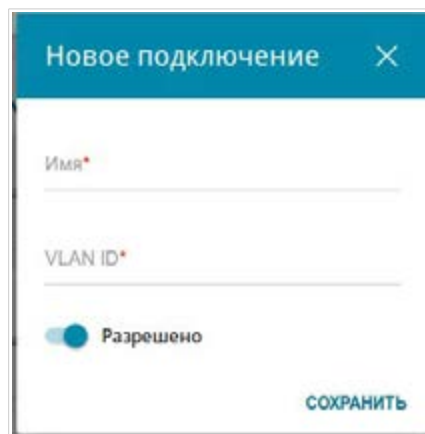 Новое подключение
Имя*
VLAN ID*
Разрешено
СОХРАНИТЬ